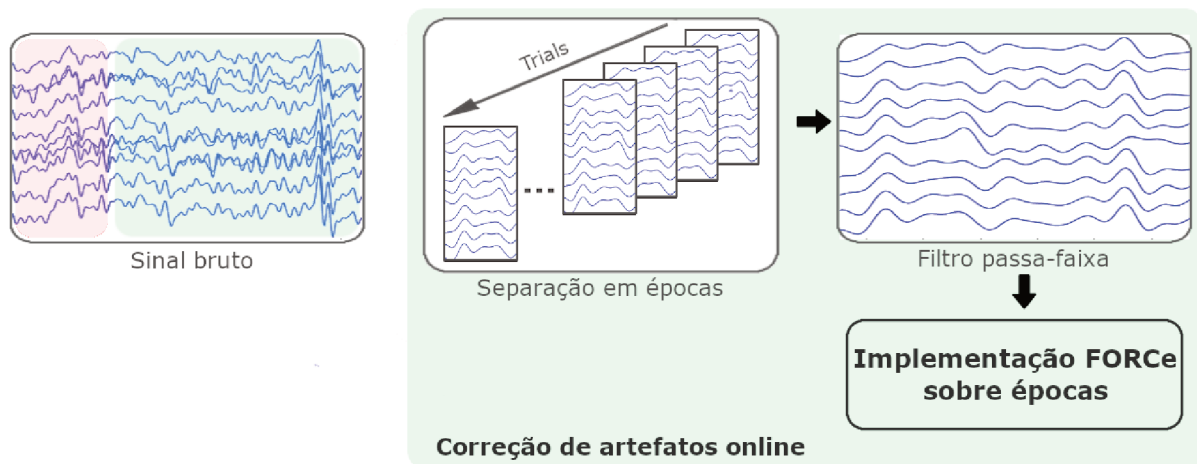 Sinal bruto
Trials
Separação em épocas
Filtro passa-faixa
Implementação FORCe
sobre épocas
Correção de artefatos online